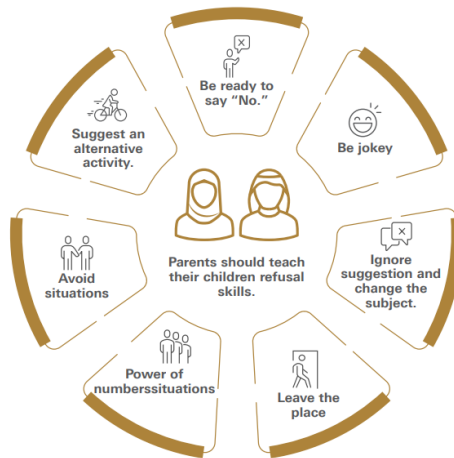 Be ready to
say “No.”
Be jokey
Ignore
suggestion and
change the
subject.
Leave the
place
Power of
numberssituations
Avoid
situations
Suggest an
alternative
activity.
Parents should teach
their children refusal
skills.